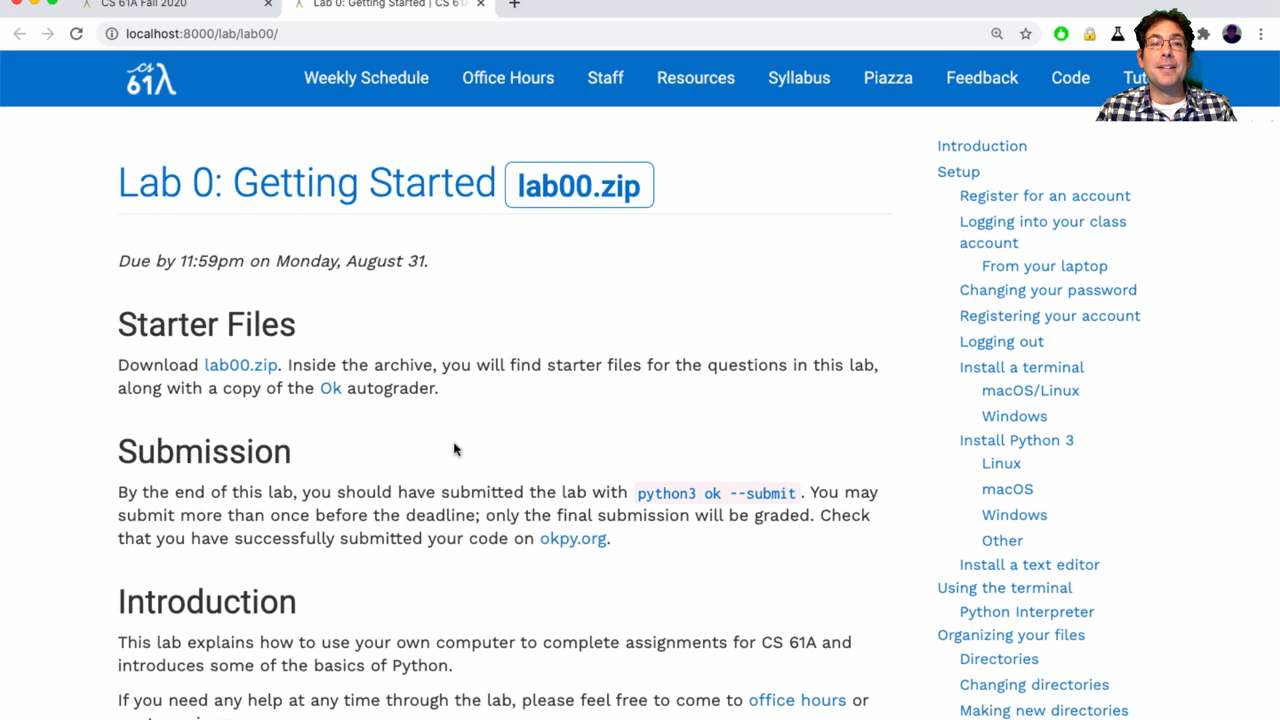 CS 61A Fall 2020
Lab 0: Getting Started | CS 61
localhost:8000/lab/lab00/
CS 61A
Weekly Schedule Office Hours Staff Resources Syllabus Piazza Feedback Code Tut
Lab 0: Getting Started lab00.zip
Due by 11:59pm on Monday, August 31.
Starter Files
Download lab00.zip. Inside the archive, you will find starter files for the questions in this lab,
along with a copy of the Ok autograder.
Submission
By the end of this lab, you should have submitted the lab with python3 ok --submit. You may
submit more than once before the deadline; only the final submission will be graded. Check
that you have successfully submitted your code on okpy.org.
Introduction
This lab explains how to use your own computer to complete assignments for CS 61A and
introduces some of the basics of Python.
If you need any help at any time through the lab, please feel free to come to office hours or
Introduction
Setup
Register for an account
Logging into your class
account
From your laptop
Changing your password
Registering your account
Logging out
Install a terminal
macOS/Linux
Windows
Install Python 3
Linux
macOS
Windows
Other
Install a text editor
Using the terminal
Python Interpreter
Organizing your files
Directories
Changing directories
Making new directories